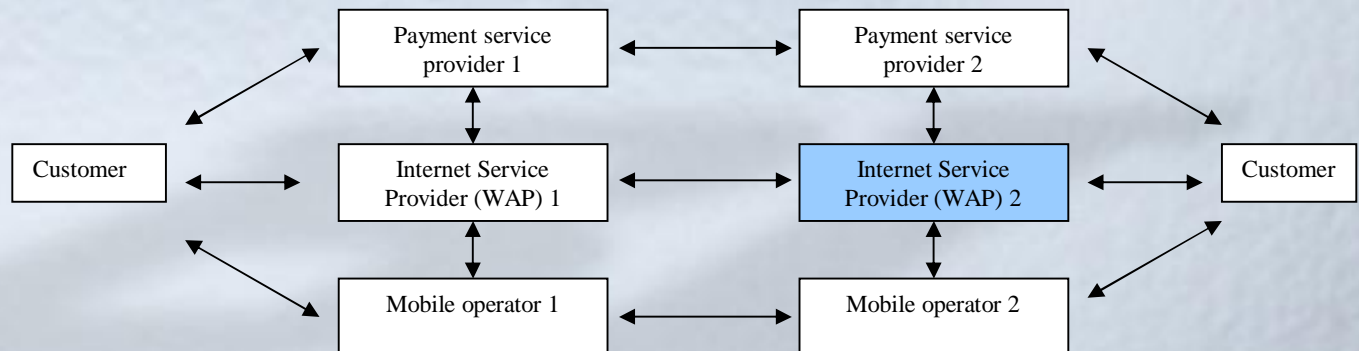 Payment service
provider 1
Payment service
provider 2
Customer
Internet Service
Provider (WAP) 1
Internet Service
Provider (WAP) 2
Customer
Mobile operator 1
Mobile operator 2